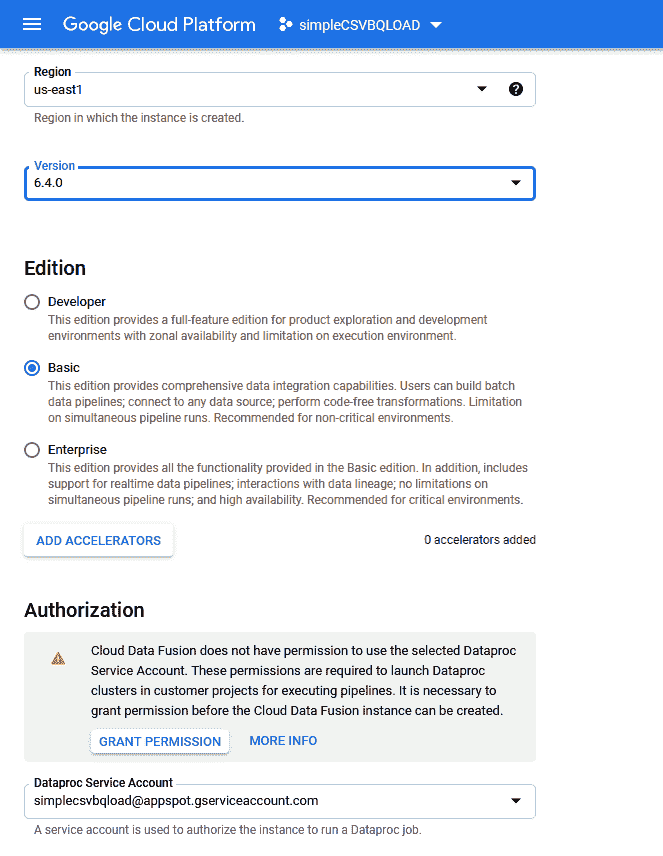 Google Cloud Platform simpleCSVBQLOAD
Region
us-east1
Region in which the instance is created.
Version
6.4.0
Edition
Developer
This edition provides a full-feature edition for product exploration and development
environments with zonal availability and limitation on execution environment.
Basic
This edition provides comprehensive data integration capabilities. Users can build batch
data pipelines; connect to any data source; perform code-free transformations. Limitation
on simultaneous pipeline runs. Recommended for non-critical environments.
Enterprise
This edition provides all the functionality provided in the Basic edition. In addition, includes
support for realtime data pipelines; interactions with data lineage; no limitations on
simultaneous pipeline runs; and high availability. Recommended for critical environments.
ADD ACCELERATORS 0 accelerators added
Authorization
Cloud Data Fusion does not have permission to use the selected Dataproc
Service Account. These permissions are required to launch Dataproc
clusters in customer projects for executing pipelines. It is necessary to
grant permission before the Cloud Data Fusion instance can be created.
GRANT PERMISSION MORE INFO
Dataproc Service Account
simplecsvbqload@appspot.gserviceaccount.com
A service account is used to authorize the instance to run a Dataproc job.